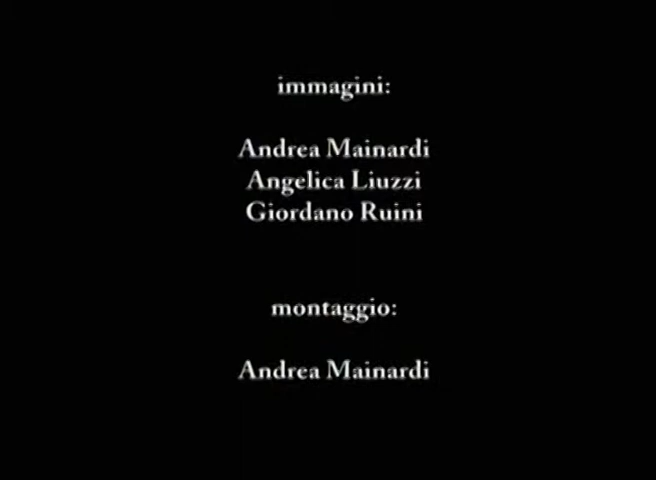 immagini:
Andrea Mainardi
Angelica Liuzzi
Giordano Ruini
montaggio:
Andrea Mainardi